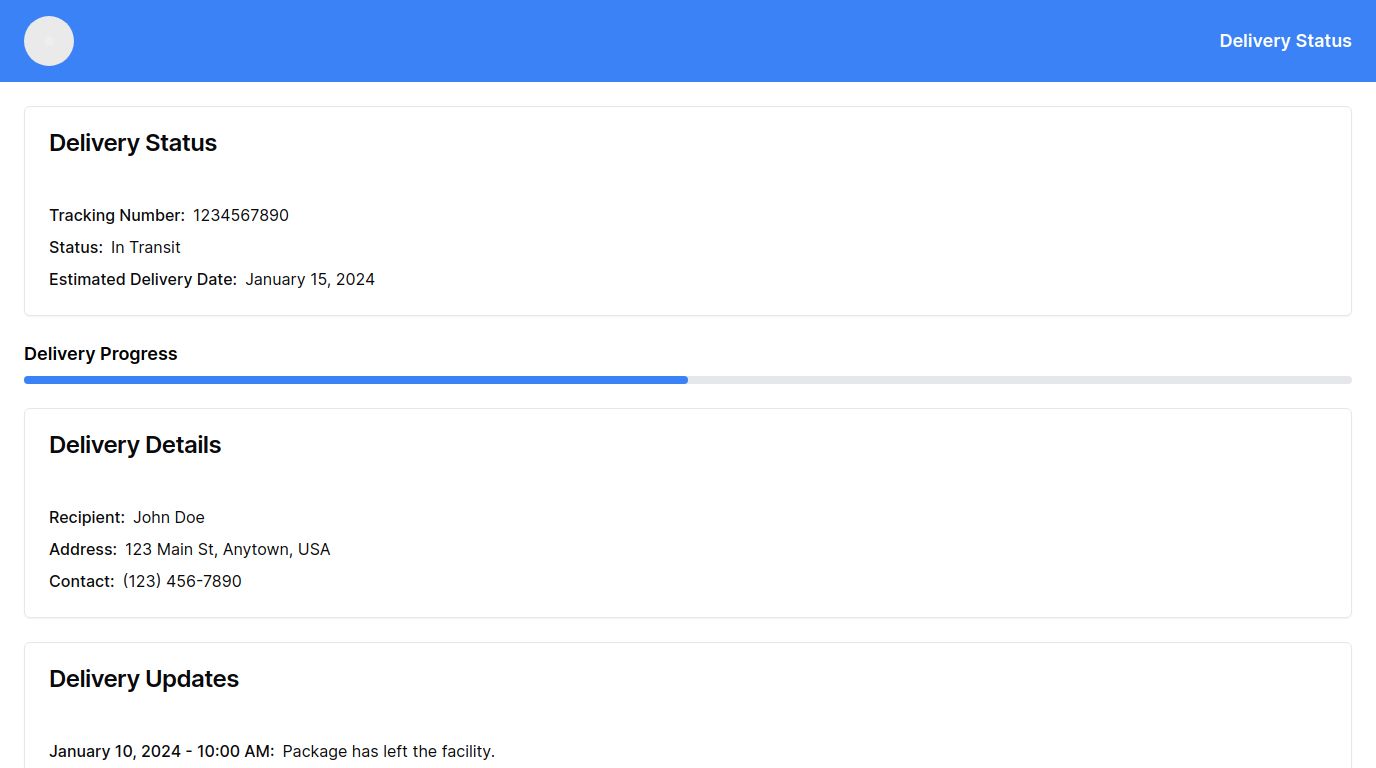 Delivery Status
Delivery Status
Tracking Number: 1234567890
Status: In Transit
Estimated Delivery Date: January 15, 2024
Delivery Progress
Delivery Details
Recipient: John Doe
Address: 123 Main St, Anytown, USA
Contact: (123) 456-7890
Delivery Updates
January 10, 2024 - 10:00 AM: Package has left the facility.